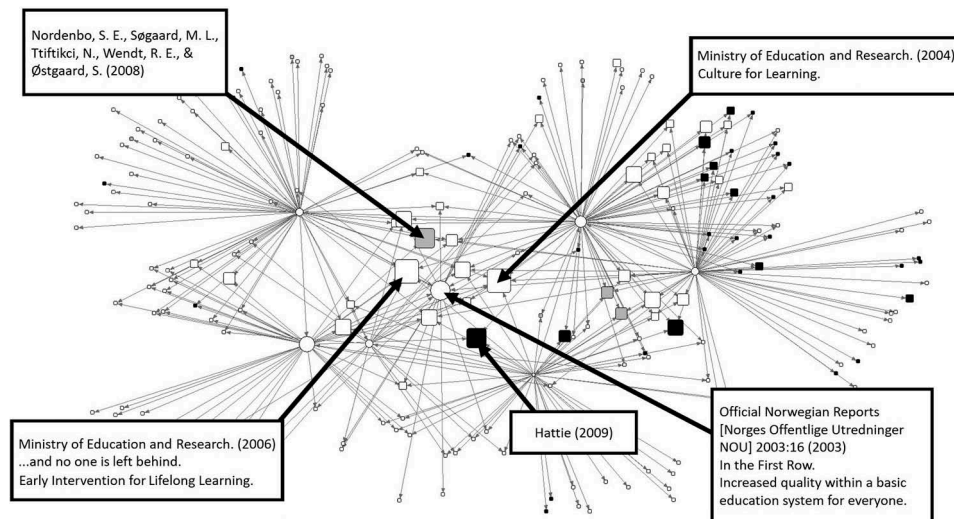 Nordenbo, S. E., Søgaard, M. L.,
Ttiftikci, N., Wendt, R. E., &
Østgaard, S. (2008)
Ministry of Education and Research. (2004)
Culture for Learning.
Ministry of Education and Research. (2006)
...and no one is left behind.
Early Intervention for Lifelong Learning.
Hattie (2009)
Official Norwegian Reports
[Norges Offentlige Utredninger
NOU] 2003:16 (2003)
In the First Row.
Increased quality within a basic
education system for everyone.